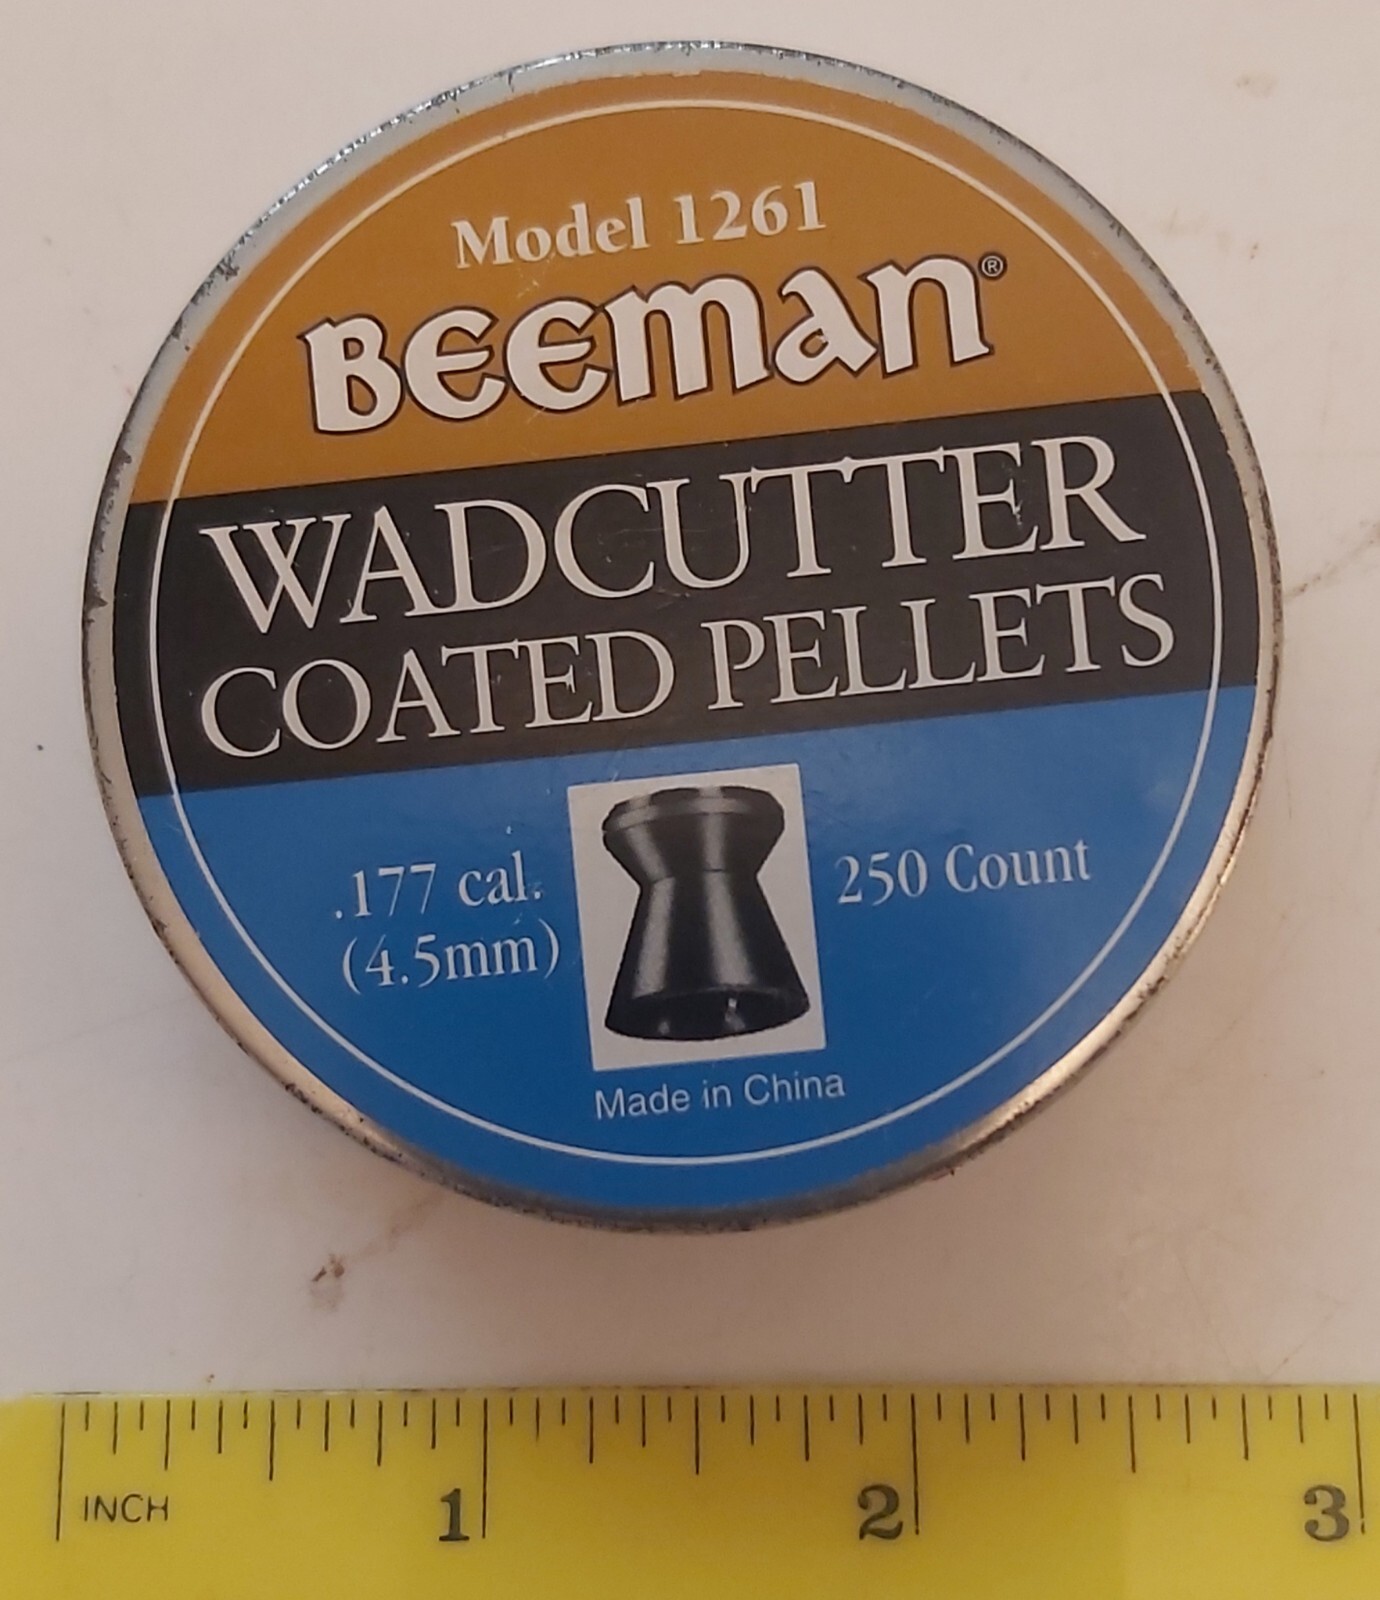 Model 1261
BEEMAN®
WADCUTTER
COATED PELLETS
.177 cal.
(4.5mm)
250 Count
Made in China
INCH
1
2
3